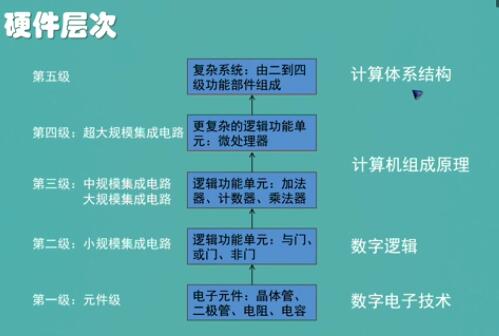 硬件层次
第五级
复杂系统：由二到四
级功能部件组成
计算体系结构
第四级：超大规模集成电路
更复杂的逻辑功能单
元：微处理器
计算机组成原理
第三级：中规模集成电路
大规模集成电路
逻辑功能单元：加法
器、计数器、乘法器
第二级：小规模集成电路
逻辑功能单元：与门、
或门、非门
数字逻辑
第一级：元件级
电子元件：晶体管、
二极管、电阻、电容
数字电子技术